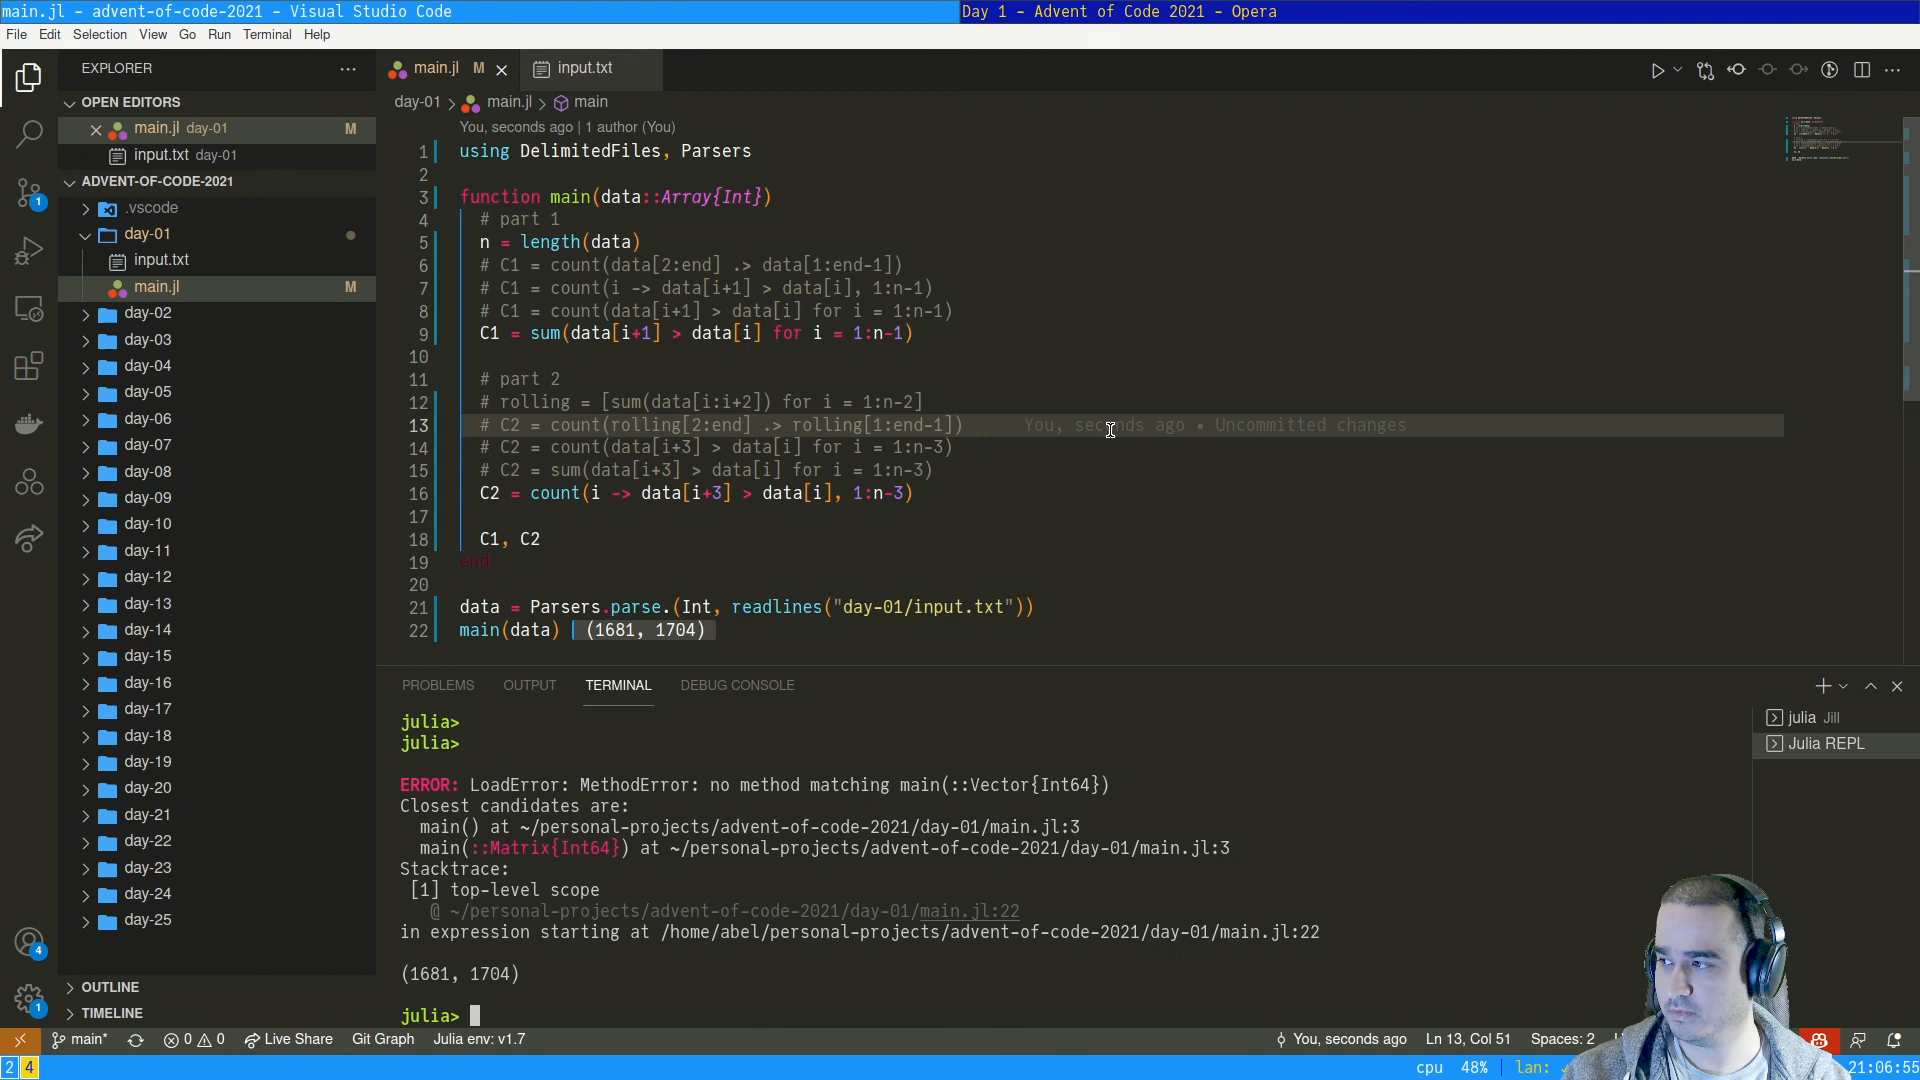 main.jl - advent-of-code-2021 - Visual Studio Code
Day 1 - Advent of Code 2021 - Opera
File Edit Selection View Go Run Terminal Help
EXPLORER
OPEN EDITORS
main.jl day-01 M
input.txt day-01
ADVENT-OF-CODE-2021
.vscode
day-01
input.txt
main.jl M
day-02
day-03
day-04
day-05
day-06
day-07
day-08
day-09
day-10
day-11
day-12
day-13
day-14
day-15
day-16
day-17
day-18
day-19
day-20
day-21
day-22
day-23
day-24
day-25
OUTLINE
TIMELINE
1
4
1
main.jl M
input.txt
day-01 > main.jl > main
You, seconds ago | 1 author (You)
1 using DelimitedFiles, Parsers
2
3 function main(data::Array{Int})
4 # part 1
5 n = length(data)
6 # C1 = count(data[2:end] .> data[1:end-1])
7 # C1 = count(i -> data[i+1] > data[i], 1:n-1)
8 # C1 = count(data[i+1] > data[i] for i = 1:n-1)
9 C1 = sum(data[i+1] > data[i] for i = 1:n-1)
10
11 # part 2
12 # rolling = [sum(data[i:i+2]) for i = 1:n-2]
13 # C2 = count(rolling[2:end] .> rolling[1:end-1]) You, seconds ago • Uncommitted changes
14 # C2 = count(data[i+3] > data[i] for i = 1:n-3)
15 # C2 = sum(data[i+3] > data[i] for i = 1:n-3)
16 C2 = count(i -> data[i+3] > data[i], 1:n-3)
17
18 C1, C2
19 end
20
21 data = Parsers.parse.(Int, readlines("day-01/input.txt"))
22 main(data) (1681, 1704)
PROBLEMS OUTPUT TERMINAL DEBUG CONSOLE
julia>
julia>
ERROR: LoadError: MethodError: no method matching main(::Vector{Int64})
Closest candidates are:
main() at ~/personal-projects/advent-of-code-2021/day-01/main.jl:3
main(::Matrix{Int64}) at ~/personal-projects/advent-of-code-2021/day-01/main.jl:3
Stacktrace:
[1] top-level scope
@ ~/personal-projects/advent-of-code-2021/day-01/main.jl:22
in expression starting at /home/abel/personal-projects/advent-of-code-2021/day-01/main.jl:22
(1681, 1704)
julia>
julia Jill
Julia REPL
main* 0 0 Live Share Git Graph Julia env: v1.7
You, seconds ago Ln 13, Col 51 Spaces: 2
2 4
cpu 48% lan:
21:06:55